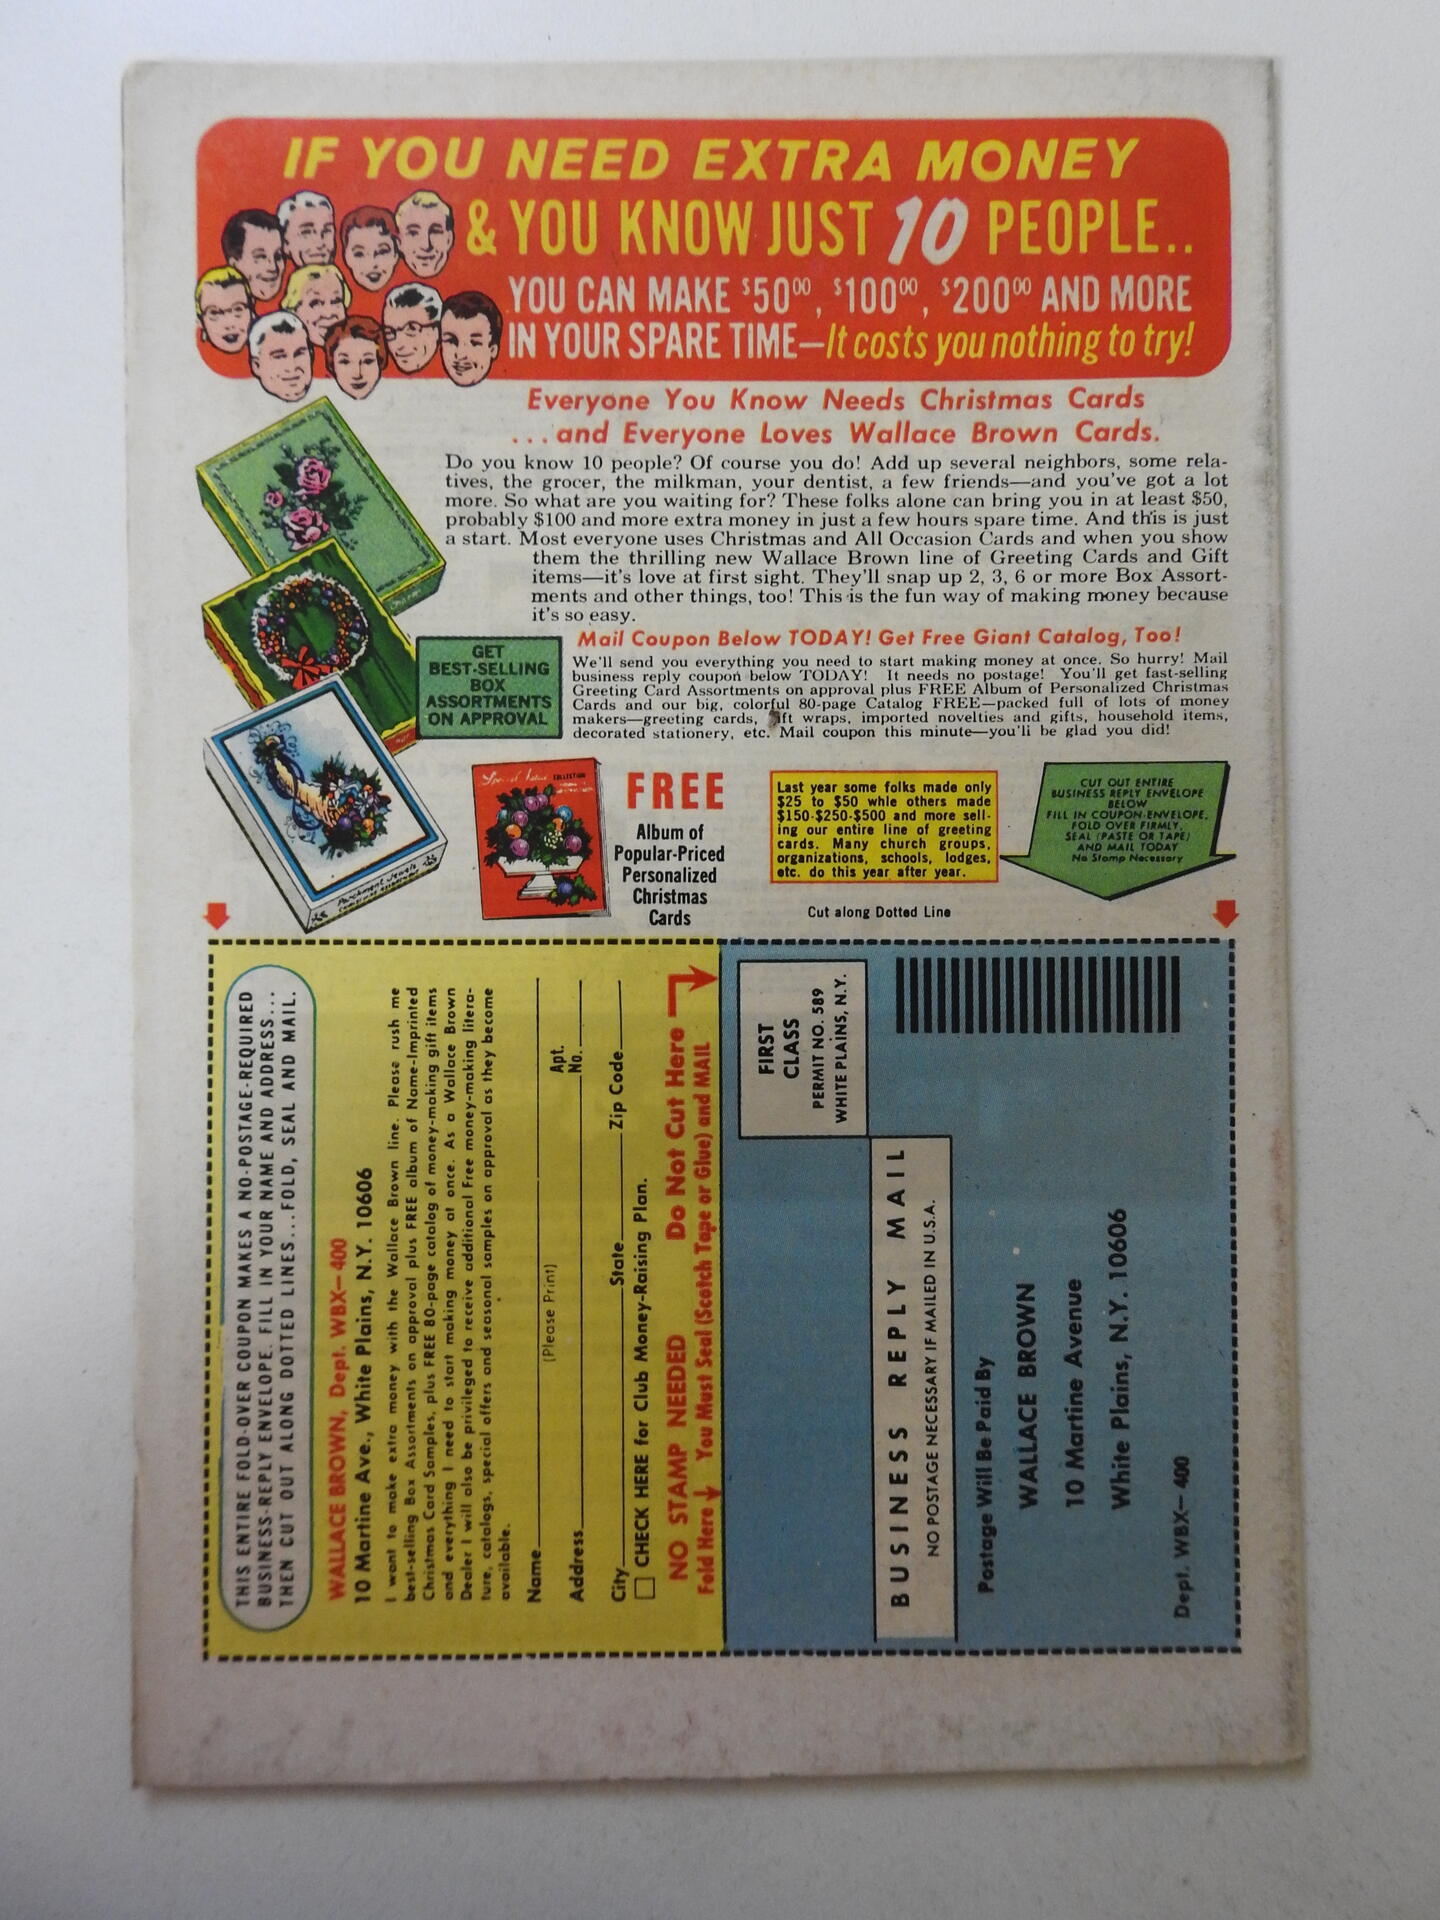 IF YOU NEED EXTRA MONEY
& YOU KNOW JUST 10 PEOPLE..
YOU CAN MAKE $50⁰⁰, $100⁰⁰, $200⁰⁰ AND MORE
IN YOUR SPARE TIME—It costs you nothing to try!
Everyone You Know Needs Christmas Cards
...and Everyone Loves Wallace Brown Cards.
Do you know 10 people? Of course you do! Add up several neighbors, some rela-
tives, the grocer, the milkman, your dentist, a few friends—and you've got a lot
more. So what are you waiting for? These folks alone can bring you in at least $50,
probably $100 and more extra money in just a few hours spare time. And this is just
a start. Most everyone uses Christmas and All Occasion Cards and when you show
them the thrilling new Wallace Brown line of Greeting Cards and Gift
items—it's love at first sight. They'll snap up 2, 3, 6 or more Box Assort-
ments and other things, too! This is the fun way of making money because
it's so easy.
GET
BEST-SELLING
BOX
ASSORTMENTS
ON APPROVAL
Mail Coupon Below TODAY! Get Free Giant Catalog, Too!
We'll send you everything you need to start making money at once. So hurry! Mail
business reply coupon below TODAY! It needs no postage! You'll get fast-selling
Greeting Card Assortments on approval plus FREE Album of Personalized Christmas
Cards and our big, colorful 80-page Catalog FREE—packed full of lots of money
makers—greeting cards, ift wraps, imported novelties and gifts, household items,
decorated stationery, etc. Mail coupon this minute—you'll be glad you did!
Parchment Jewels
COLLECTION
FREE
Album of
Popular-Priced
Personalized
Christmas
Cards
Last year some folks made only
$25 to $50 whle others made
$150-$250-$500 and more sell-
ing our entire line of greeting
cards. Many church groups,
organizations, schools, lodges,
etc. do this year after year.
CUT OUT ENTIRE
BUSINESS REPLY ENVELOPE
BELOW
FILL IN COUPON-ENVELOPE,
FOLD OVER FIRMLY,
SEAL (PASTE OR TAPE)
AND MAIL TODAY
No Stamp Necessary
Cut along Dotted Line
THIS ENTIRE FOLD-OVER COUPON MAKES A NO-POSTAGE-REQUIRED
BUSINESS-REPLY ENVELOPE. FILL IN YOUR NAME AND ADDRESS...
THEN CUT OUT ALONG DOTTED LINES...FOLD, SEAL AND MAIL.
WALLACE BROWN, Dept. WBX—400
10 Martine Ave., White Plains, N.Y. 10606
I want to make extra money with the Wallace Brown line. Please rush me
best-selling Box Assortments on approval plus FREE album of Name-Imprinted
Christmas Card Samples, plus FREE 80-page catalog of money-making gift items
and everything I need to start making money at once. As a Wallace Brown
Dealer I will also be privileged to receive additional Free money-making litera-
ture, catalogs, special offers and seasonal samples on approval as they become
available.
Name
(Please Print)
Address Apt. No.
City State Zip Code
CHECK HERE for Club Money-Raising Plan.
NO STAMP NEEDED Do Not Cut Here
Fold Here You Must Seal (Scotch Tape or Glue) and MAIL
FIRST
CLASS
PERMIT NO. 589
WHITE PLAINS, N.Y.
BUSINESS REPLY MAIL
NO POSTAGE NECESSARY IF MAILED IN U.S.A.
Postage Will Be Paid By
WALLACE BROWN
10 Martine Avenue
White Plains, N.Y. 10606
Dept. WBX—400